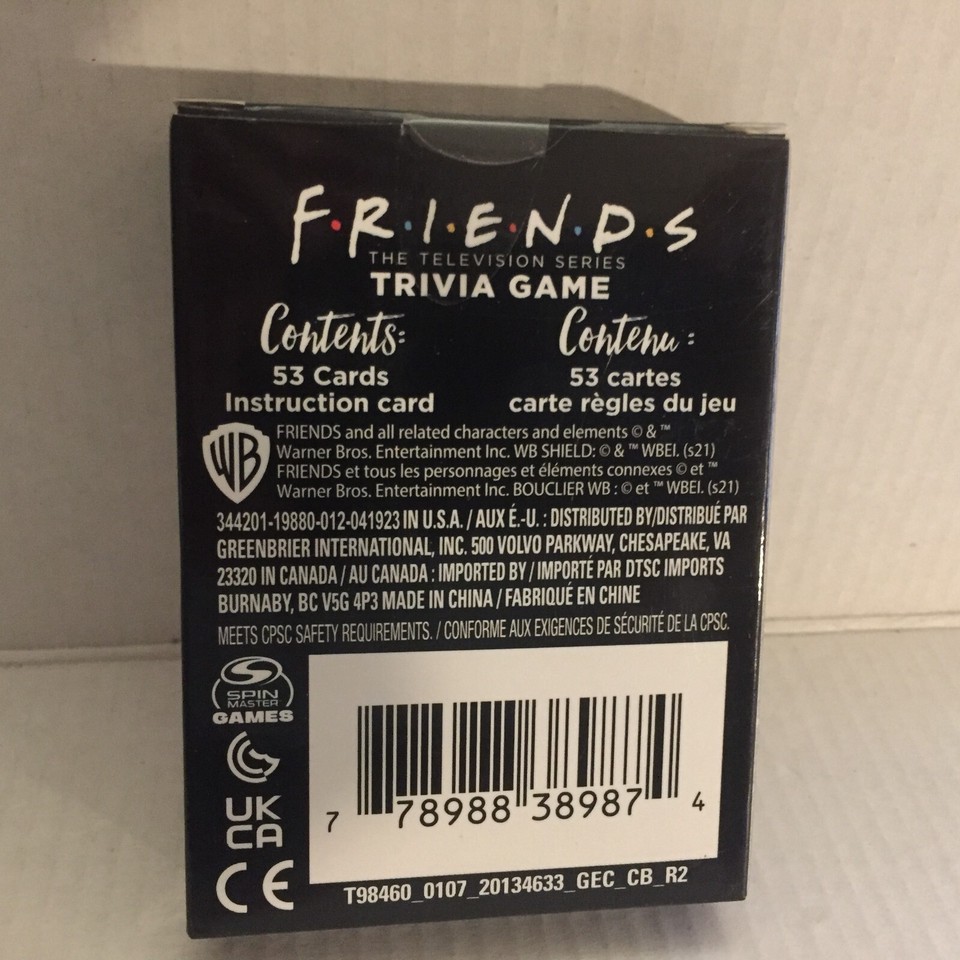 F·R·I·E·N·D·S
THE TELEVISION SERIES
TRIVIA GAME
Contents:
53 Cards
Instruction card
Contenu :
53 cartes
carte règles du jeu
WB
FRIENDS and all related characters and elements © & ™
Warner Bros. Entertainment Inc. WB SHIELD: © & ™ WBEI. (s21)
FRIENDS et tous les personnages et éléments connexes © et ™
Warner Bros. Entertainment Inc. BOUCLIER WB : © et ™ WBEI. (s21)
344201-19880-012-041923 IN U.S.A. / AUX É.-U. : DISTRIBUTED BY/DISTRIBUÉ PAR
GREENBRIER INTERNATIONAL, INC. 500 VOLVO PARKWAY, CHESAPEAKE, VA
23320 IN CANADA / AU CANADA : IMPORTED BY / IMPORTÉ PAR DTSC IMPORTS
BURNABY, BC V5G 4P3 MADE IN CHINA / FABRIQUÉ EN CHINE
MEETS CPSC SAFETY REQUIREMENTS. / CONFORME AUX EXIGENCES DE SÉCURITÉ DE LA CPSC.
SPIN
MASTER
GAMES
UK
CA
CE
7 78988 38987 4
T98460_0107_20134633_GEC_CB_R2